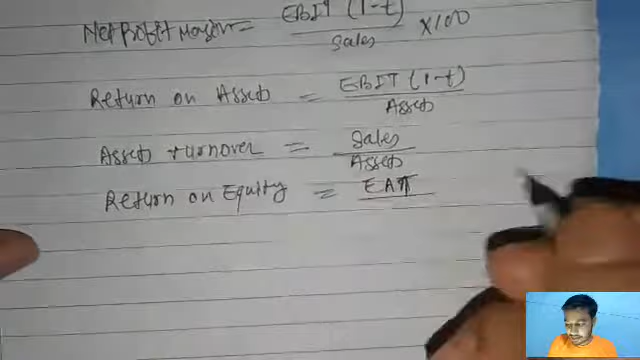 Net Profit Margin = EBIT (1-t) / Sales × 100
Return on Assets = EBIT (1-t) / Assets
Assets turnover = Sales / Assets
Return on Equity = EAT